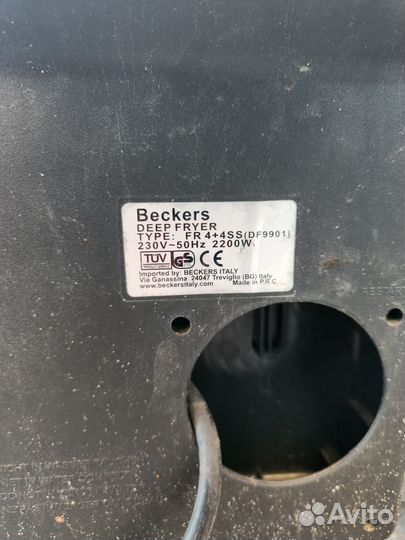 Beckers
DEEP FRYER
TYPE: FR 4+4SS(DF9901)
230V~50Hz 2200W
TUV GS CE
Imported by: BECKERS ITALY
Via Ganassina 24047 Treviglio (BG) Italy
www.beckersitaly.com Made in P.R.C
Avito